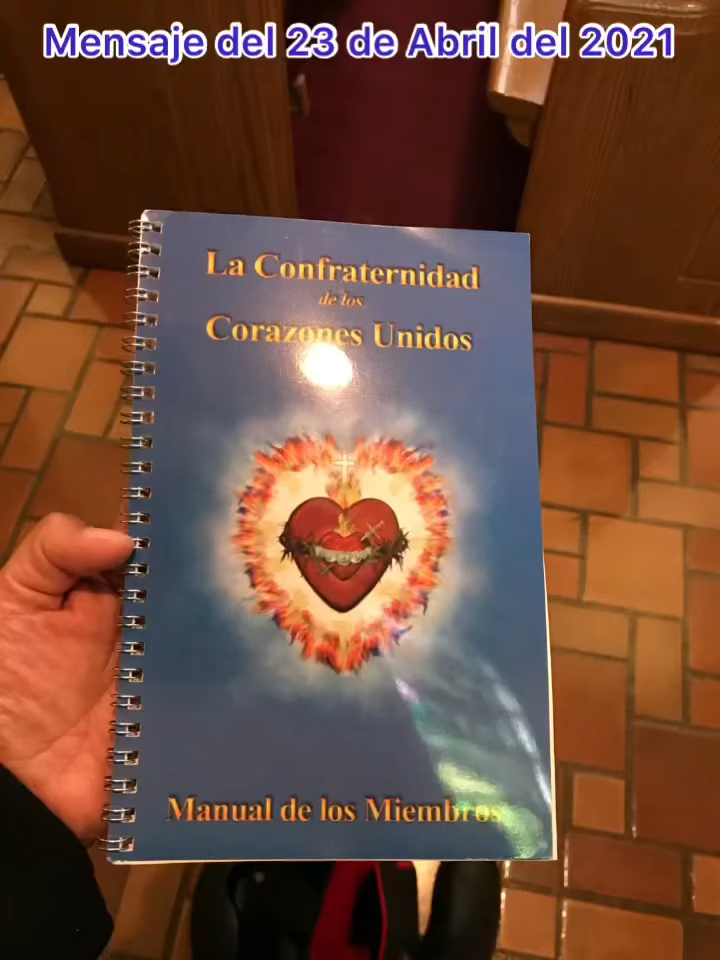 Mensaje del 23 de Abril del 2021
La Confraternidad
de los
Corazones Unidos
Manual de los Miembros